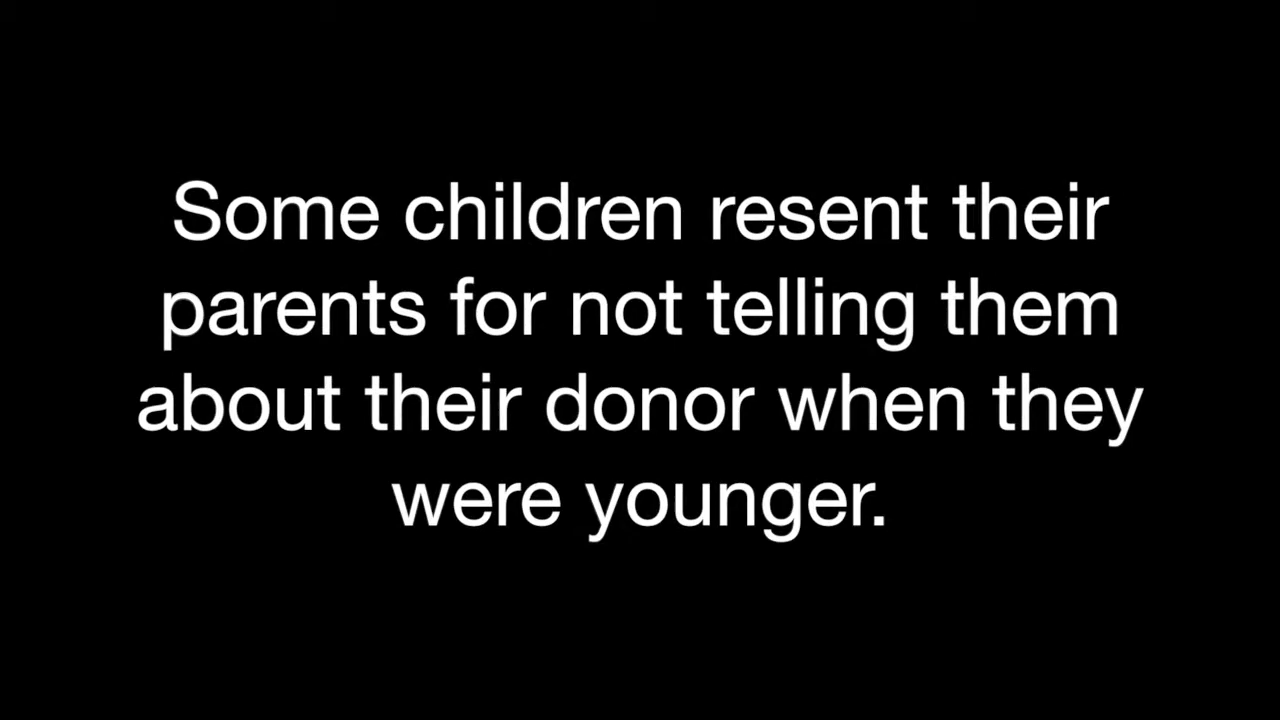 Some children resent their
parents for not telling them
about their donor when they
were younger.